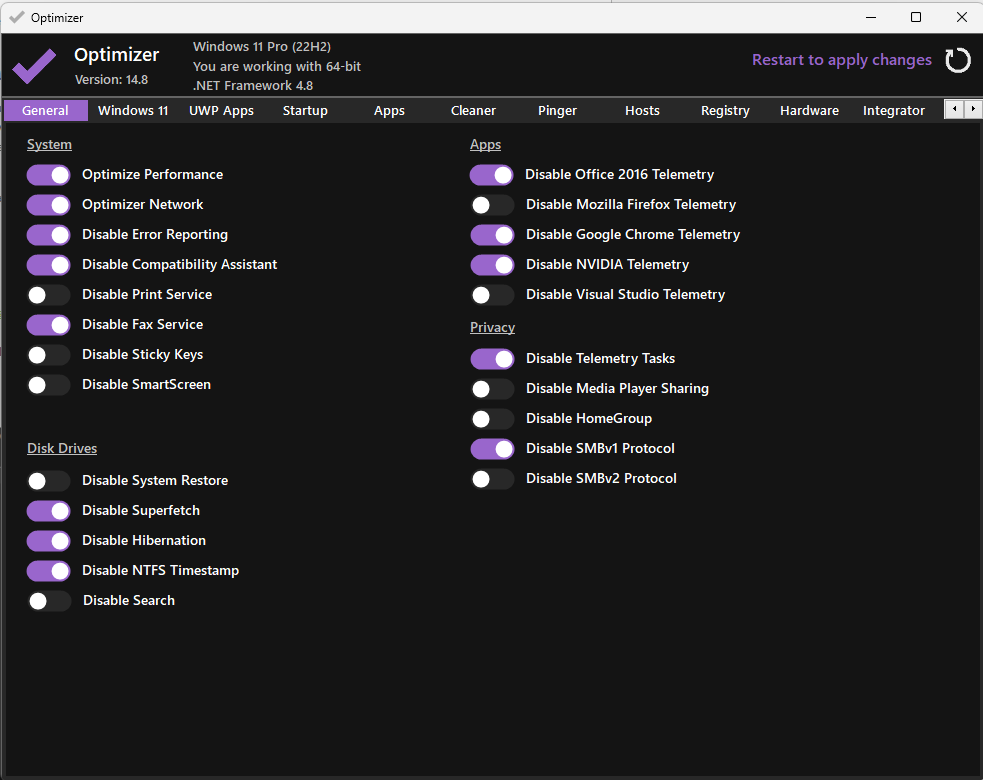 Optimizer
Optimizer
Version: 14.8
Windows 11 Pro (22H2)
You are working with 64-bit
.NET Framework 4.8
Restart to apply changes
General Windows 11 UWP Apps Startup Apps Cleaner Pinger Hosts Registry Hardware Integrator
System
Optimize Performance
Optimizer Network
Disable Error Reporting
Disable Compatibility Assistant
Disable Print Service
Disable Fax Service
Disable Sticky Keys
Disable SmartScreen
Disk Drives
Disable System Restore
Disable Superfetch
Disable Hibernation
Disable NTFS Timestamp
Disable Search
Apps
Disable Office 2016 Telemetry
Disable Mozilla Firefox Telemetry
Disable Google Chrome Telemetry
Disable NVIDIA Telemetry
Disable Visual Studio Telemetry
Privacy
Disable Telemetry Tasks
Disable Media Player Sharing
Disable HomeGroup
Disable SMBv1 Protocol
Disable SMBv2 Protocol